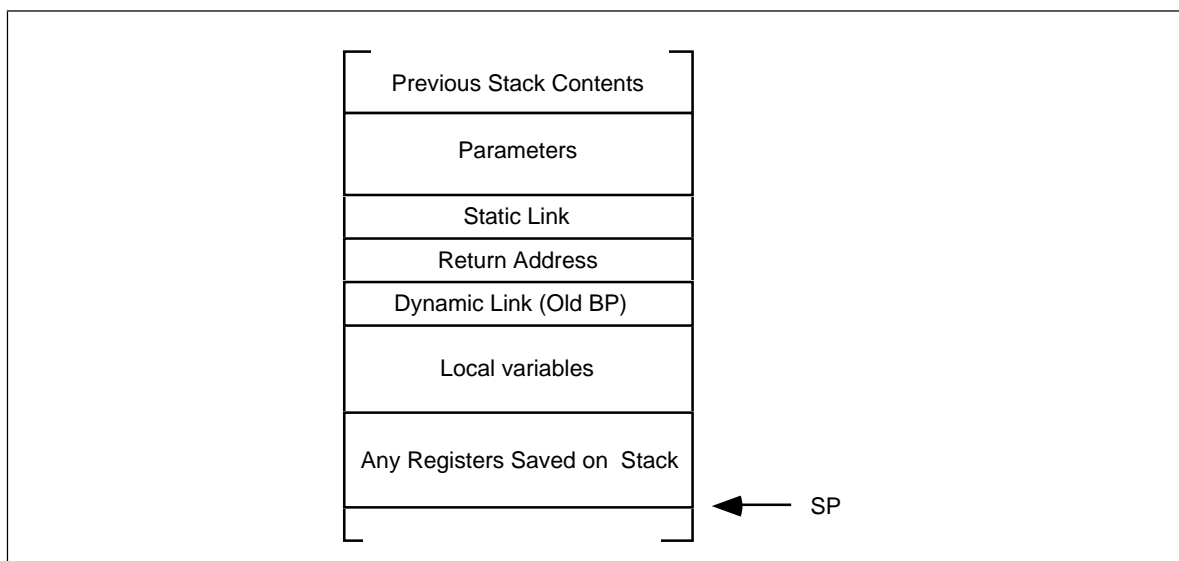 Previous Stack Contents
Parameters
Static Link
Return Address
Dynamic Link (Old BP)
Local variables
Any Registers Saved on Stack
SP